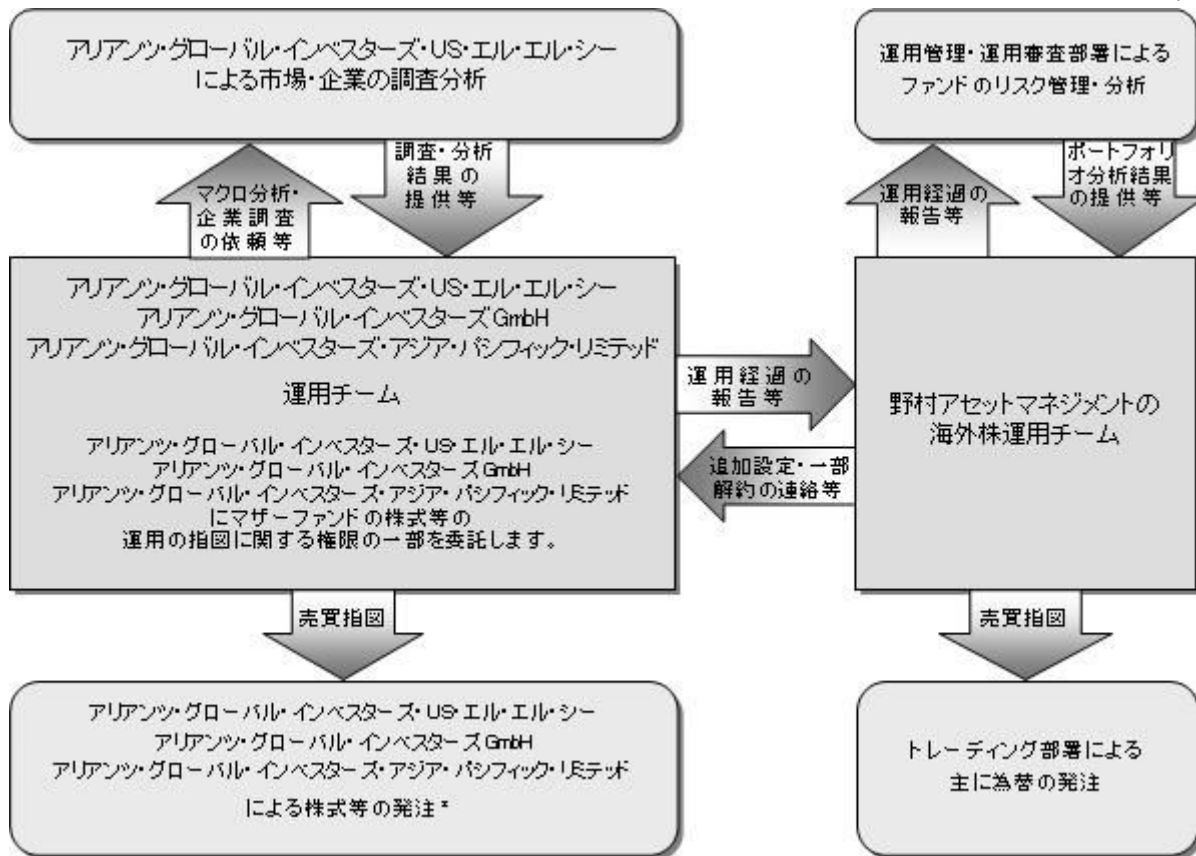 アリアンツ・グローバル・インベスターズ・US・エル・エル・シー
による市場・企業の調査分析
運用管理・運用審査部署による
ファンドのリスク管理・分析
マクロ分析・
企業調査
の依頼等
調査・分析
結果の
提供等
運用経過の
報告等
ポートフォリ
オ分析結果
の提供等
アリアンツ・グローバル・インベスターズ・US・エル・エル・シー
アリアンツ・グローバル・インベスターズGmbH
アリアンツ・グローバル・インベスターズ・アジア・パシフィック・リミテッド
運用チーム
アリアンツ・グローバル・インベスターズ・US・エル・エル・シー
アリアンツ・グローバル・インベスターズGmbH
アリアンツ・グローバル・インベスターズ・アジア・パシフィック・リミテッド
にマザーファンドの株式等の
運用の指図に関する権限の一部を委託します。
運用経過の
報告等
追加設定・一部
解約の連絡等
野村アセットマネジメントの
海外株運用チーム
売買指図
売買指図
アリアンツ・グローバル・インベスターズ・US・エル・エル・シー
アリアンツ・グローバル・インベスターズGmbH
アリアンツ・グローバル・インベスターズ・アジア・パシフィック・リミテッド
による株式等の発注*
トレーディング部署による
主に為替の発注